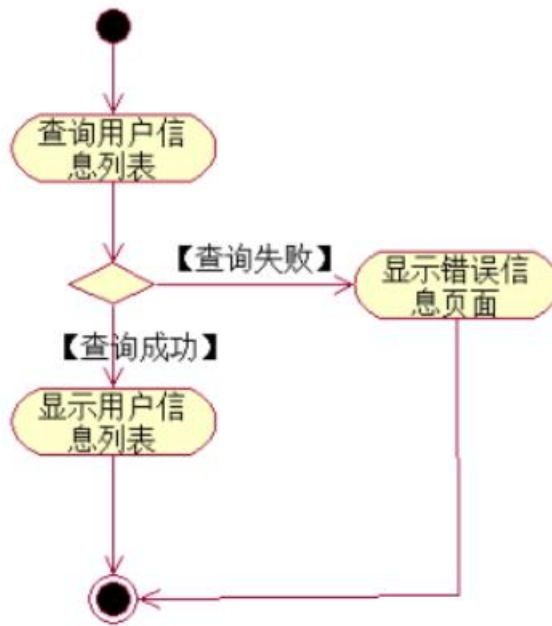 查询用户信
息列表
【查询失败】
显示错误信
息页面
【查询成功】
显示用户信
息列表